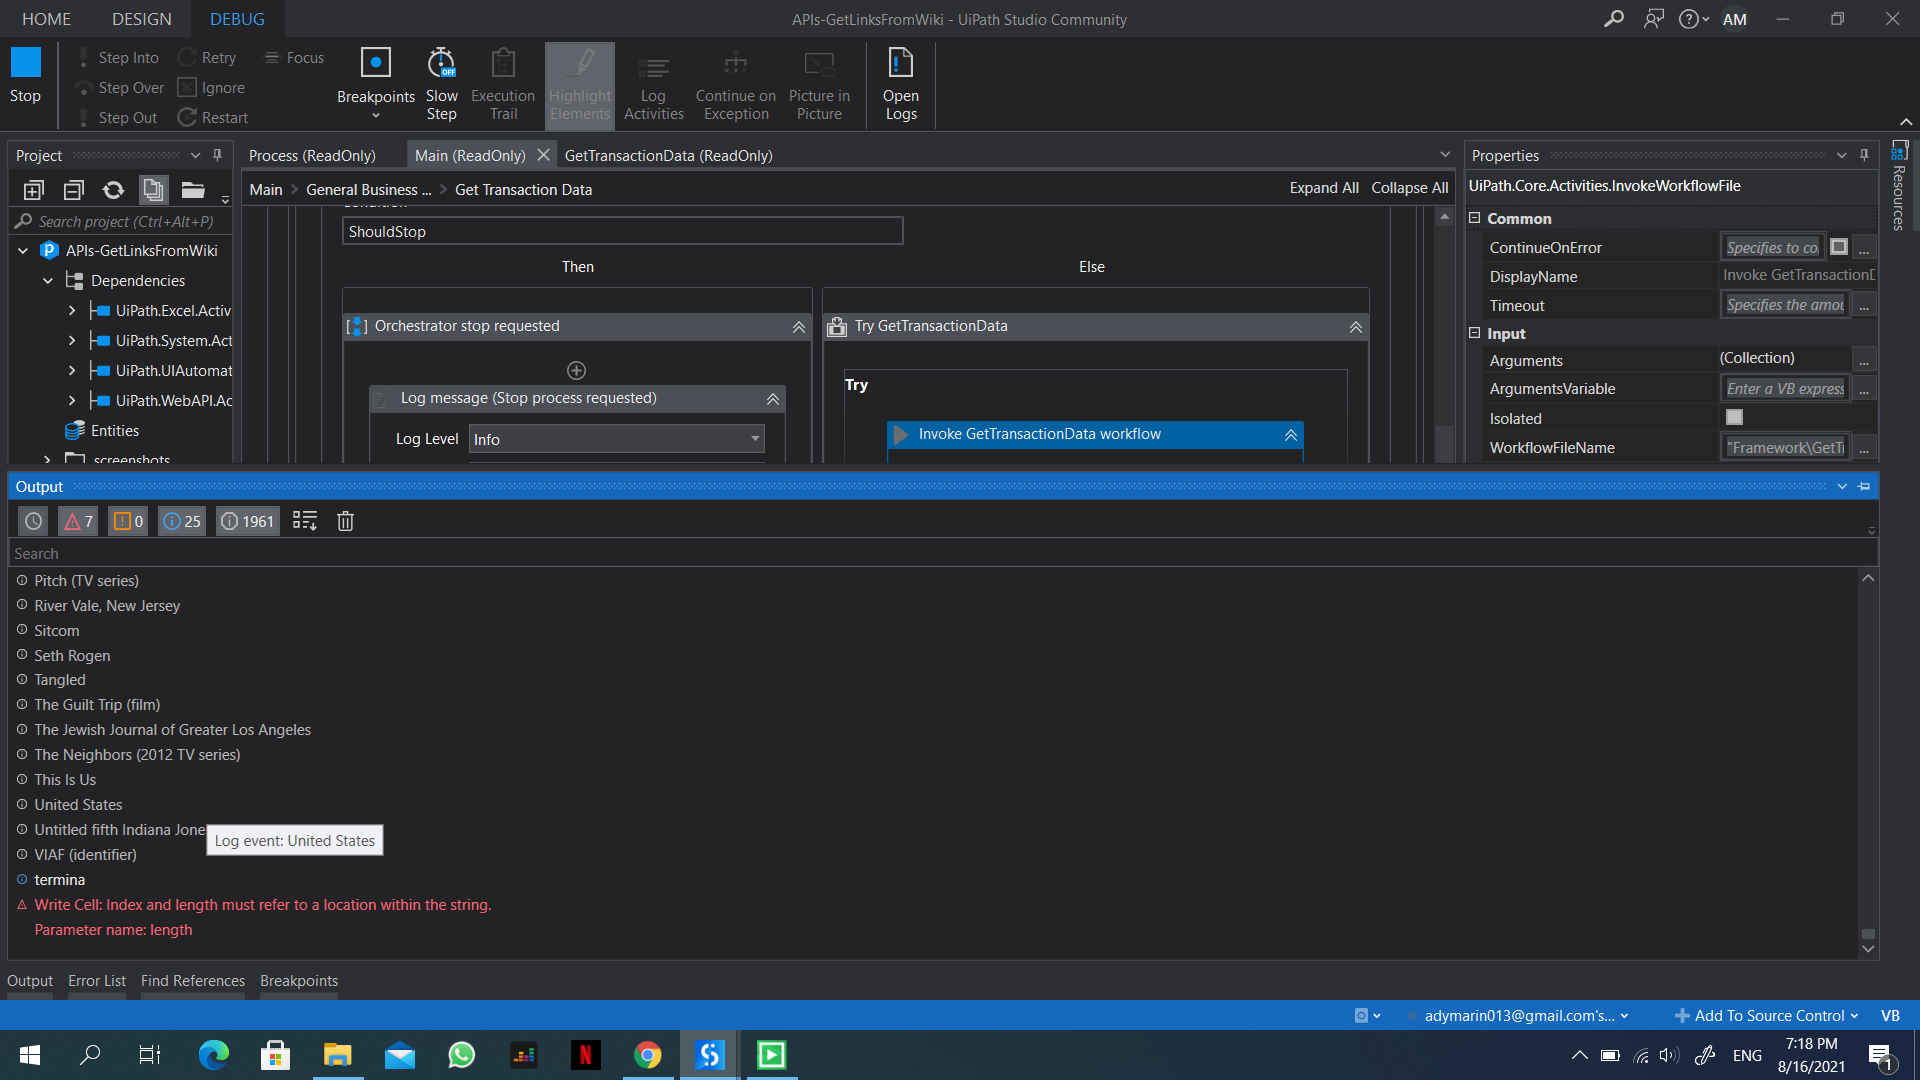 HOME DESIGN DEBUG APIs-GetLinksFromWiki - UiPath Studio Community AM
Stop
Step Into
Step Over
Step Out
Retry
Ignore
Restart
Focus
Breakpoints
Slow Step
OFF
Execution Trail
Highlight Elements
Log Activities
Continue on Exception
Picture in Picture
Open Logs
Project
Search project (Ctrl+Alt+P)
APIs-GetLinksFromWiki
Dependencies
UiPath.Excel.Activ
UiPath.System.Act
UiPath.UIAutomat
UiPath.WebAPI.Ac
Entities
screenshots
Process (ReadOnly) Main (ReadOnly) GetTransactionData (ReadOnly)
Main > General Business ... > Get Transaction Data Expand All Collapse All
Condition
ShouldStop
Then Else
Orchestrator stop requested
Log message (Stop process requested)
Log Level Info
Try GetTransactionData
Try
Invoke GetTransactionData workflow
Properties
UiPath.Core.Activities.InvokeWorkflowFile
Common
ContinueOnError Specifies to co ...
DisplayName Invoke GetTransactionD
Timeout Specifies the amou ...
Input
Arguments (Collection) ...
ArgumentsVariable Enter a VB express ...
Isolated
WorkflowFileName "Framework\GetTr ...
Resources
Output
7 0 25 1961
Search
Pitch (TV series)
River Vale, New Jersey
Sitcom
Seth Rogen
Tangled
The Guilt Trip (film)
The Jewish Journal of Greater Los Angeles
The Neighbors (2012 TV series)
This Is Us
United States
Untitled fifth Indiana Jone
Log event: United States
VIAF (identifier)
termina
Write Cell: Index and length must refer to a location within the string.
Parameter name: length
Output Error List Find References Breakpoints
adymarin013@gmail.com's... Add To Source Control VB
ENG
7:18 PM
8/16/2021
1